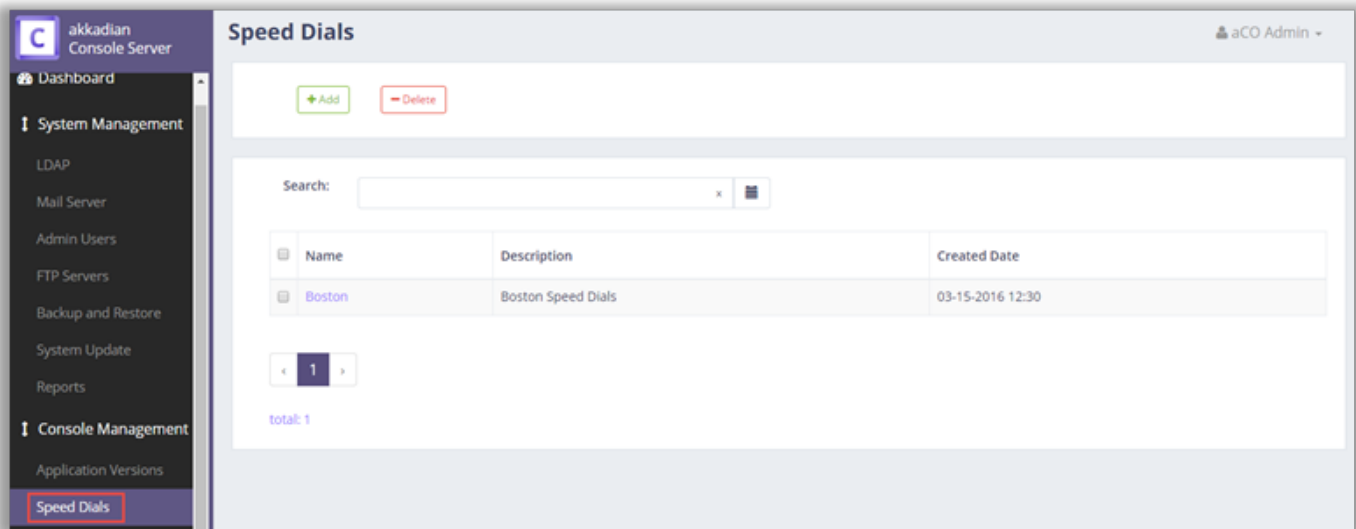 C
akkadian
Console Server
Dashboard
System Management
LDAP
Mail Server
Admin Users
FTP Servers
Backup and Restore
System Update
Reports
Console Management
Application Versions
Speed Dials
Speed Dials
aCO Admin
+Add
Delete
Search:
x
Name Description Created Date
Boston Boston Speed Dials 03-15-2016 12:30
‹ 1 ›
total: 1